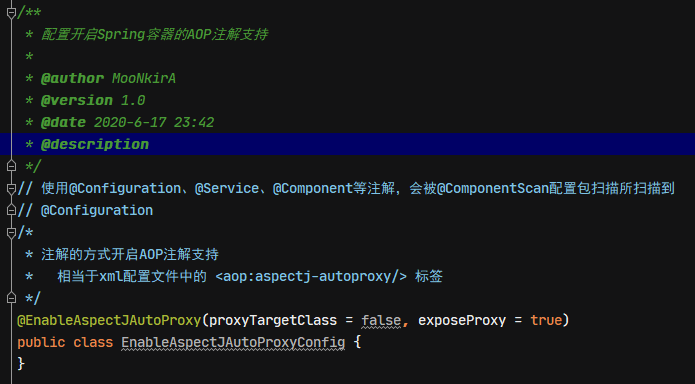 /**
 * 配置开启Spring容器的AOP注解支持
 *
 * @author MooNkirA
 * @version 1.0
 * @date 2020-6-17 23:42
 * @description
 */
// 使用@Configuration、@Service、@Component等注解，会被@ComponentScan配置包扫描所扫描到
// @Configuration
/*
 * 注解的方式开启AOP注解支持
 *   相当于xml配置文件中的 <aop:aspectj-autoproxy/> 标签
 */
@EnableAspectJAutoProxy(proxyTargetClass = false, exposeProxy = true)
public class EnableAspectJAutoProxyConfig {
}